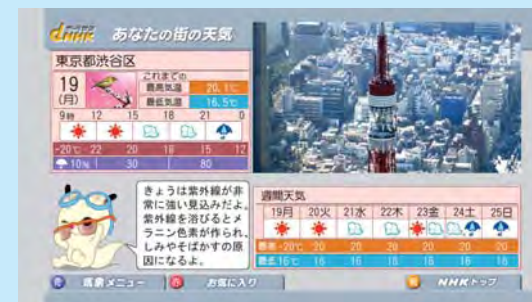 NHK あなたの街の天気
東京都渋谷区
19
(月)
これまでの
最高気温 20.1℃
最低気温 16.5℃
9時 12 15 18 21 0
-20℃ 22 20 18 15 12
10% 30 80
きょうは紫外線が非
常に強い見込みだよ。
紫外線を浴びるとメ
ラニン色素が作られ、
しみやそばかすの原
因になるよ。
週間天気
19月 20火 21水 22木 23金 24土 25日
最高-20℃ 20 20 20 20 20 20
最低16℃ 16 16 16 16 16 16
青 気象メニュー 赤 お気に入り 黄 NHKトップ